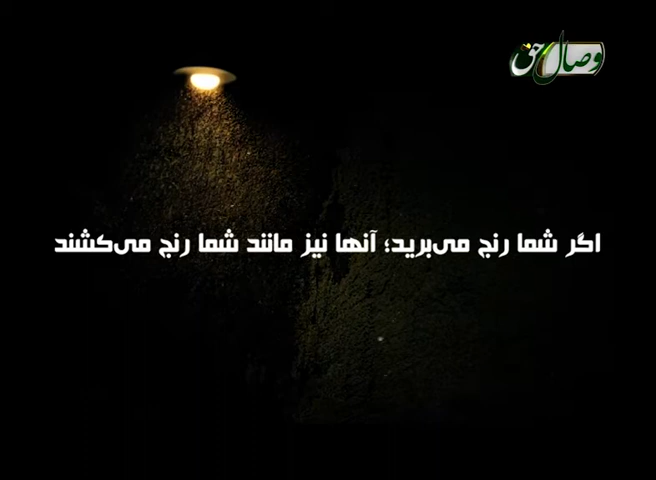 وصال حق
اگر شما رنج می‌برید؛ آنها نیز مانند شما رنج می‌کشند